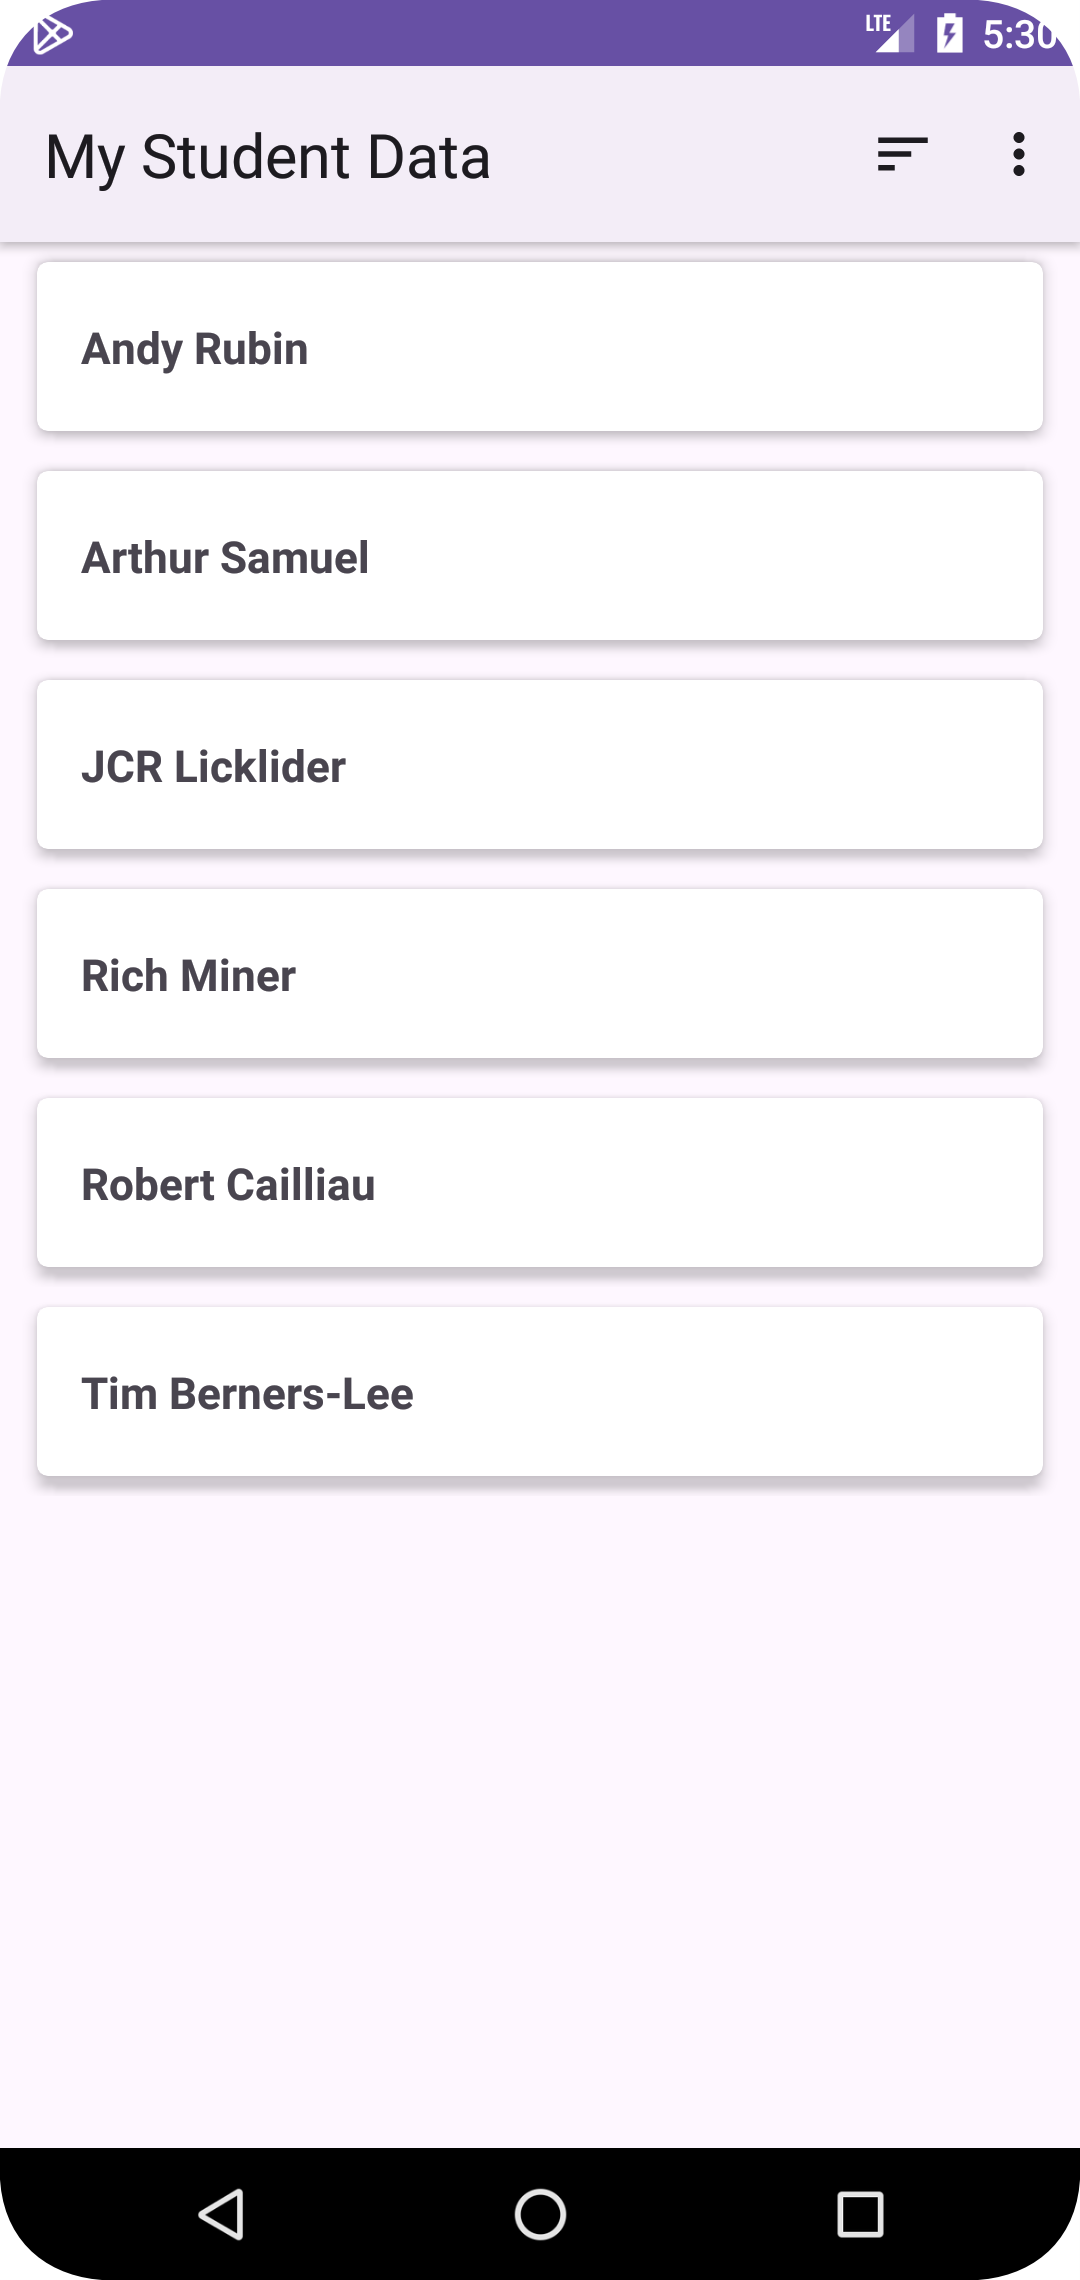 LTE 5:30
My Student Data
Andy Rubin
Arthur Samuel
JCR Licklider
Rich Miner
Robert Cailliau
Tim Berners-Lee